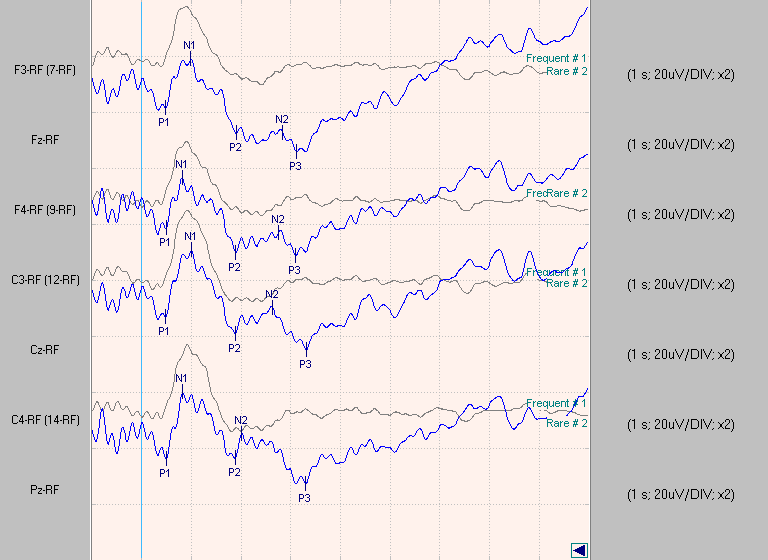 N1
F3-RF (7-RF)
Frequent # 1
Rare # 2
(1 s; 20uV/DIV; x2)
P1
N2
Fz-RF
P2
(1 s; 20uV/DIV; x2)
P3
N1
FreqRare # 2
F4-RF (9-RF)
(1 s; 20uV/DIV; x2)
N2
P1
N1
P2
P3
C3-RF (12-RF)
Frequent # 1
Rare # 2
(1 s; 20uV/DIV; x2)
N2
P1
Cz-RF
P2
(1 s; 20uV/DIV; x2)
P3
N1
Frequent # 1
C4-RF (14-RF)
N2
Rare # 2
(1 s; 20uV/DIV; x2)
P1
P2
Pz-RF
P3
(1 s; 20uV/DIV; x2)